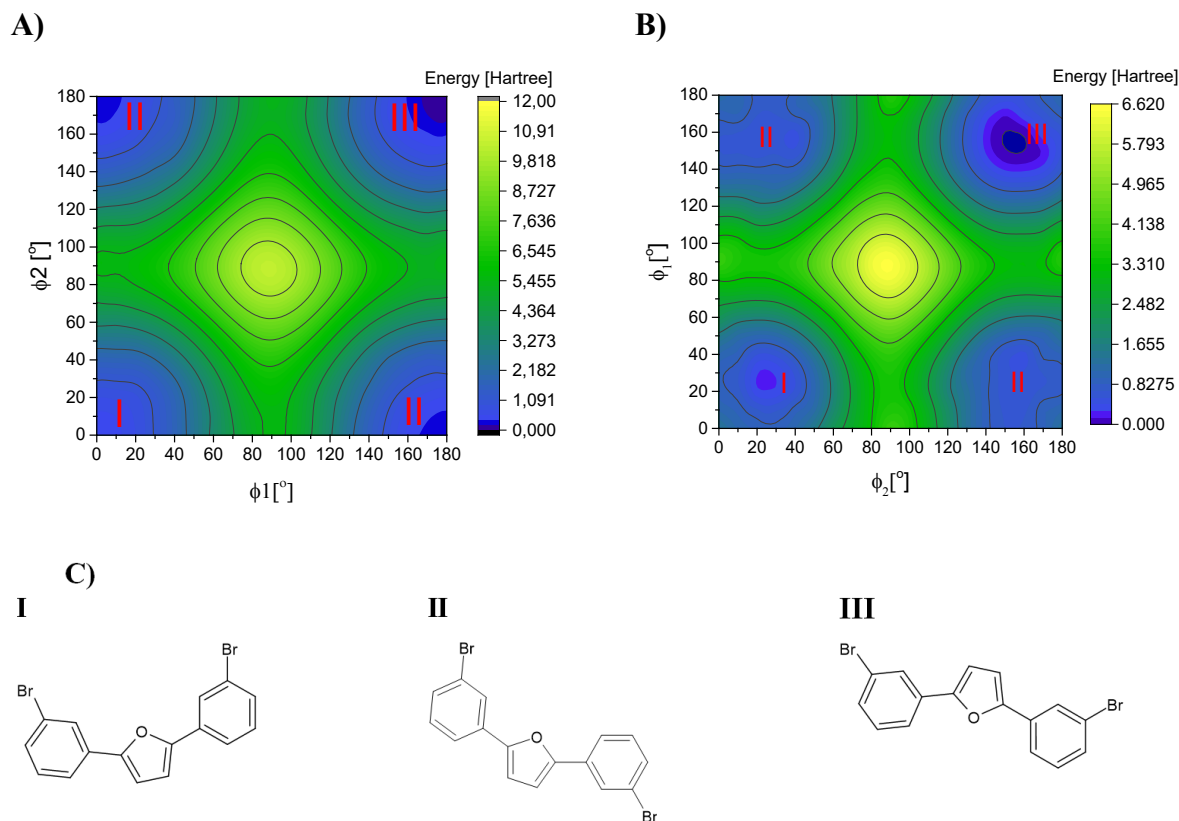 A)
Energy [Hartree]
180
160
140
120
100
80
60
40
20
0
ϕ2 [°]
0 20 40 60 80 100 120 140 160 180
ϕ1[°]
II
III
I
II
12,00
10,91
9,818
8,727
7,636
6,545
5,455
4,364
3,273
2,182
1,091
0,000
B)
Energy [Hartree]
180
160
140
120
100
80
60
40
20
0
ϕ₁[°]
0 20 40 60 80 100 120 140 160 180
ϕ₂[°]
II
III
I
II
6.620
5.793
4.965
4.138
3.310
2.482
1.655
0.8275
0.000
C)
I
Br
Br
O
II
Br
O
Br
III
Br
O
Br